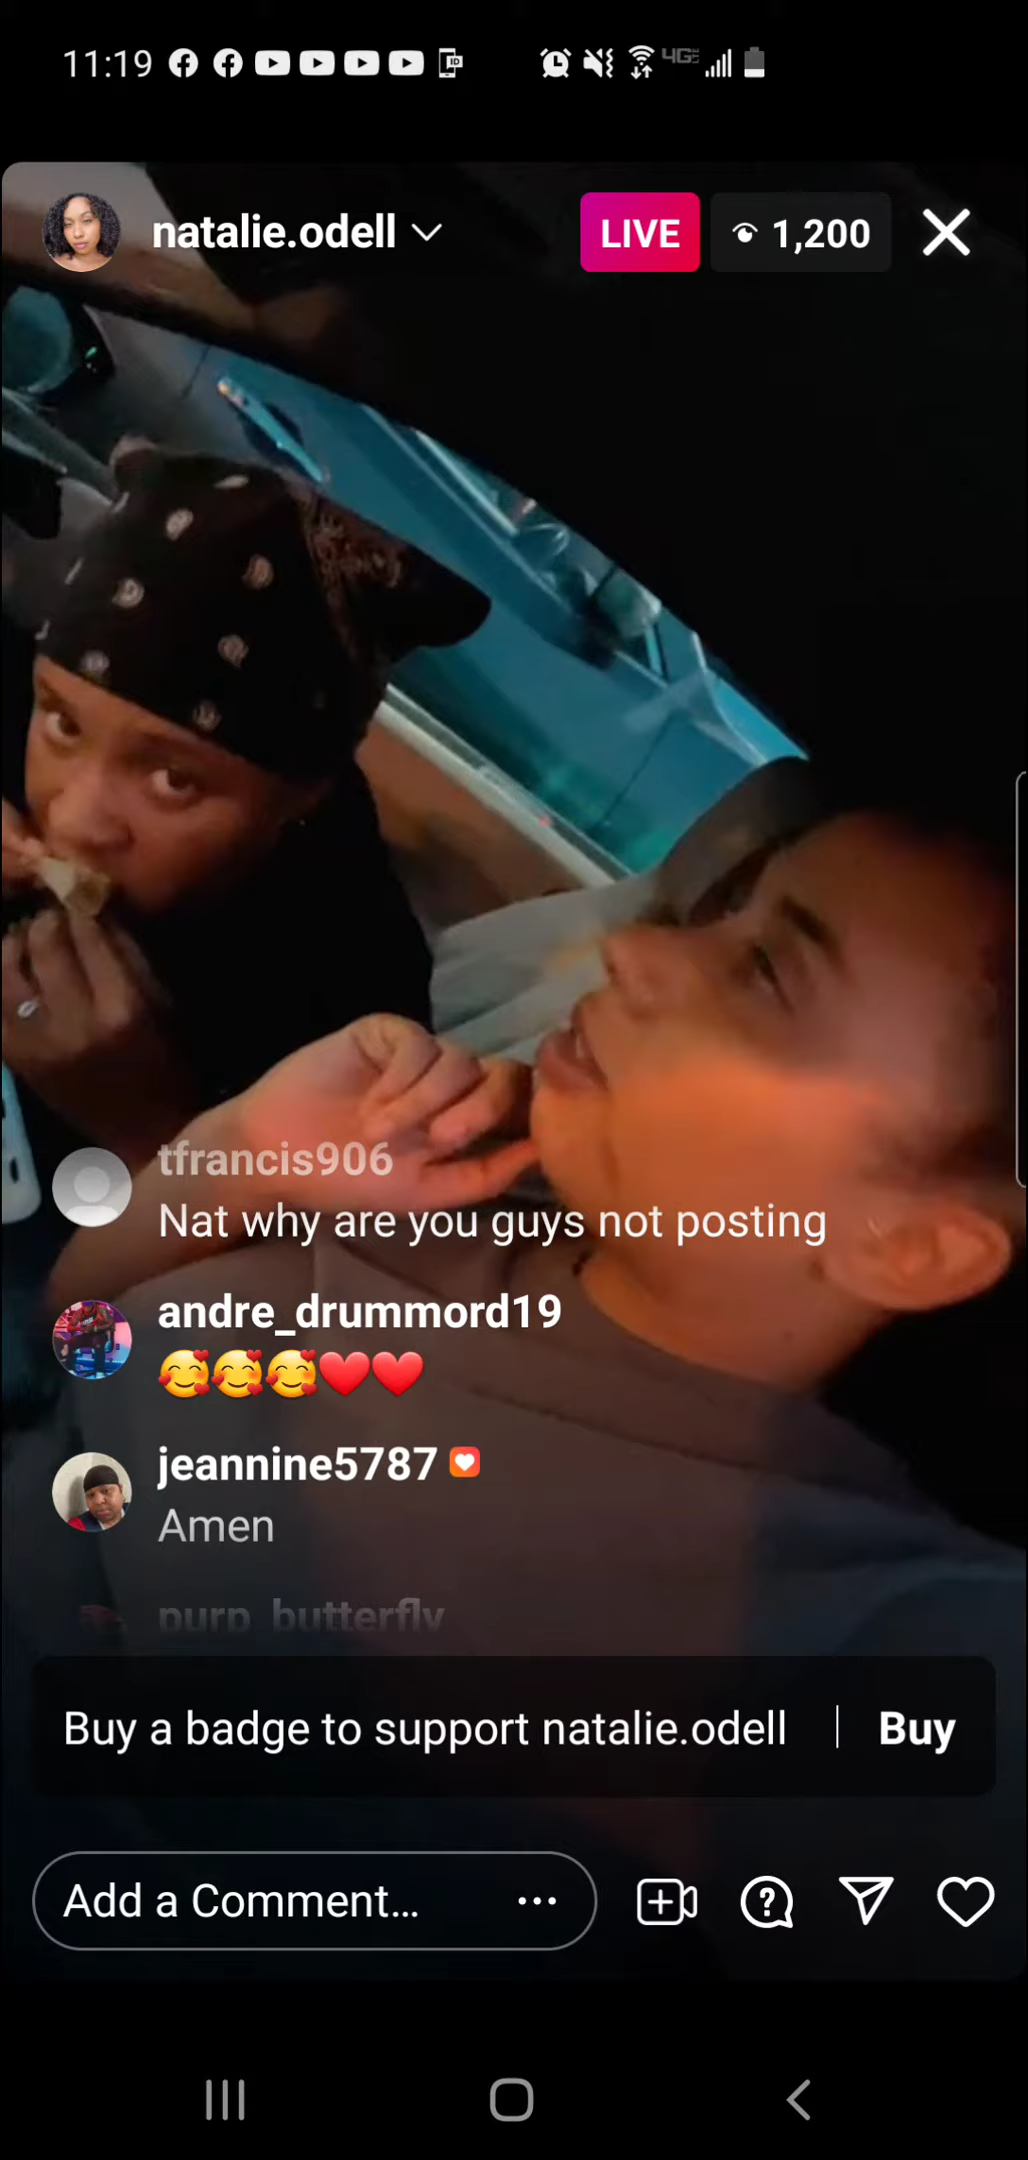 11:19
4GE
natalie.odell
LIVE
1,200
tfrancis906
Nat why are you guys not posting
andre_drummord19
🥰🥰🥰❤️❤️
jeannine5787
Amen
purp_butterfly
Buy a badge to support natalie.odell | Buy
Add a Comment...